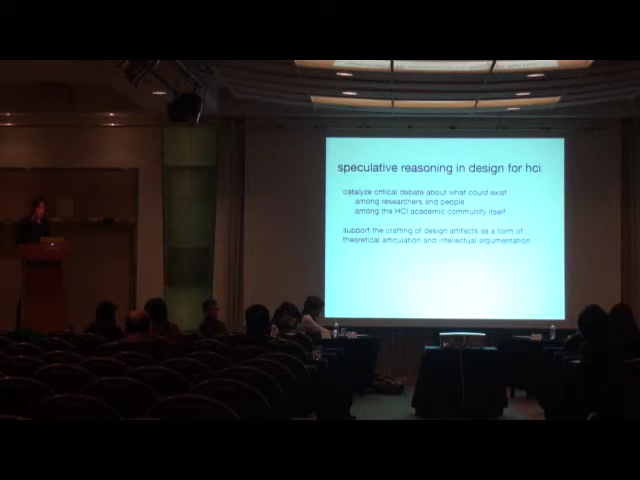 speculative reasoning in design for hci
catalyze critical debate about what could exist
among researchers and people
among the HCI academic community itself
support the crafting of design artifacts as a form of
theoretical articulation and intellectual argumentation